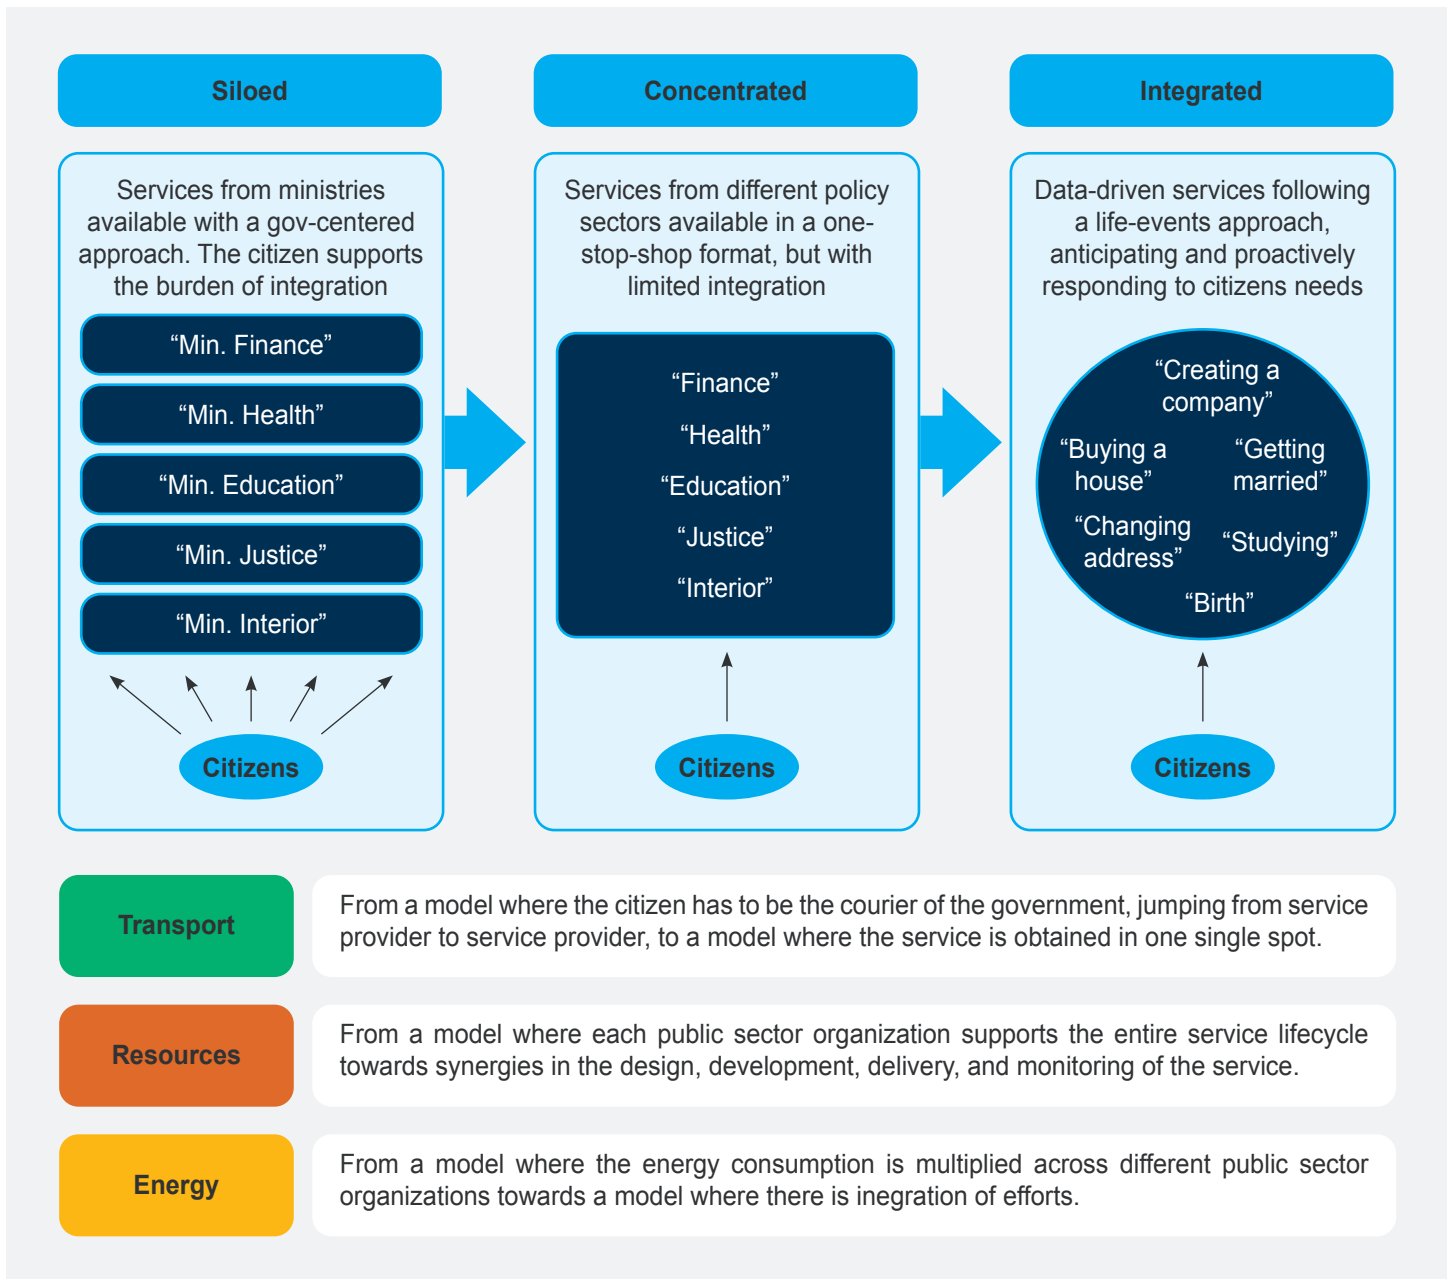 Siloed
Services from ministries
available with a gov-centered
approach. The citizen supports
the burden of integration
“Min. Finance”
“Min. Health”
“Min. Education”
“Min. Justice”
“Min. Interior”
Citizens
Concentrated
Services from different policy
sectors available in a one-
stop-shop format, but with
limited integration
“Finance”
“Health”
“Education”
“Justice”
“Interior”
Citizens
Integrated
Data-driven services following
a life-events approach,
anticipating and proactively
responding to citizens needs
“Creating a
company”
“Buying a
house”
“Getting
married”
“Changing
address”
“Studying”
“Birth”
Citizens
Transport
From a model where the citizen has to be the courier of the government, jumping from service
provider to service provider, to a model where the service is obtained in one single spot.
Resources
From a model where each public sector organization supports the entire service lifecycle
towards synergies in the design, development, delivery, and monitoring of the service.
Energy
From a model where the energy consumption is multiplied across different public sector
organizations towards a model where there is inegration of efforts.